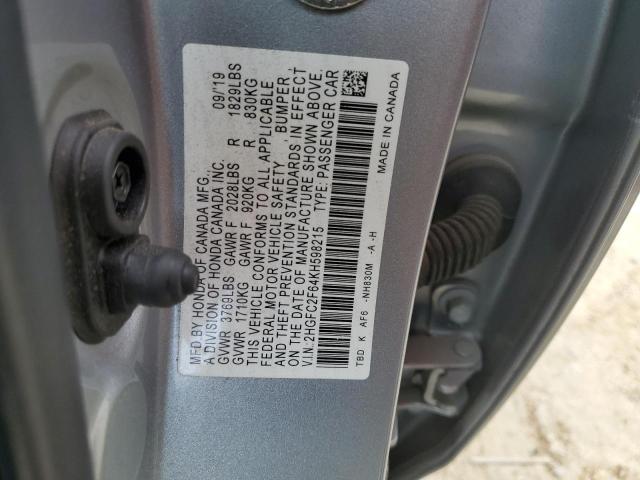 MFD.BY HONDA OF CANADA MFG., 09/'19
A DIVISION OF HONDA CANADA INC.
GVWR 3769LBS GAWR F 2028LBS R 1829LBS
GVWR 1710KG GAWR F 920KG R 830KG
THIS VEHICLE CONFORMS TO ALL APPLICABLE
FEDERAL MOTOR VEHICLE SAFETY , BUMPER ,
AND THEFT PREVENTION STANDARDS IN EFFECT
ON THE DATE OF MANUFACTURE SHOWN ABOVE.
V.I.N.:2HGFC2F64KH598215 TYPE:PASSENGER CAR
TBD K AF6 -NH830M -A -H MADE IN CANADA